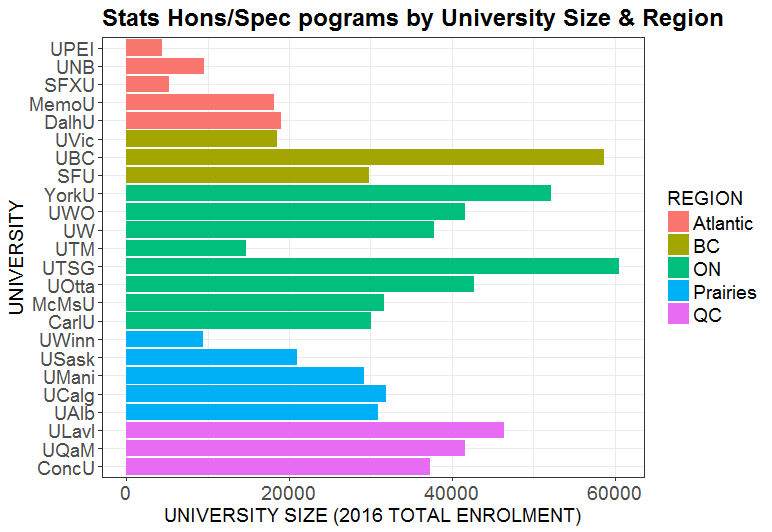 Stats Hons/Spec pograms by University Size & Region
UPEI
UNB
SFXU
MemoU
DalhU
UVic
UBC
SFU
YorkU
UWO
UW
UTM
UTSG
UOtta
McMsU
CarlU
UWinn
USask
UMani
UCalg
UAlb
ULavl
UQaM
ConcU
UNIVERSITY
0 20000 40000 60000
UNIVERSITY SIZE (2016 TOTAL ENROLMENT)
REGION
Atlantic
BC
ON
Prairies
QC